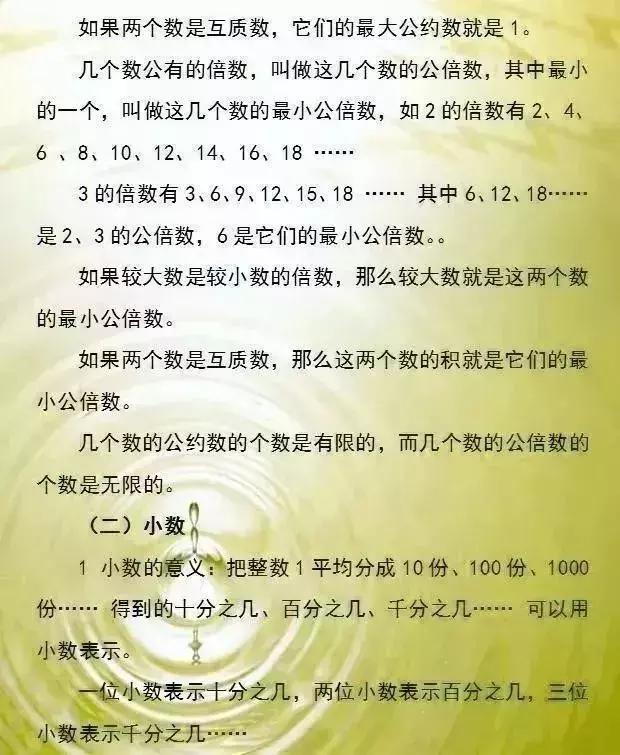 如果两个数是互质数，它们的最大公约数就是1。
几个数公有的倍数，叫做这几个数的公倍数，其中最小
的一个，叫做这几个数的最小公倍数，如2的倍数有2、4、
6 、8、10、12、14、16、18 ……
3的倍数有3、6、9、12、15、18 …… 其中6、12、18……
是2、3的公倍数，6是它们的最小公倍数。。
如果较大数是较小数的倍数，那么较大数就是这两个数
的最小公倍数。
如果两个数是互质数，那么这两个数的积就是它们的最
小公倍数。
几个数的公约数的个数是有限的，而几个数的公倍数的
个数是无限的。
（二）小数
1 小数的意义：把整数1平均分成10份、100份、1000
份…… 得到的十分之几、百分之几、千分之几…… 可以用
小数表示。
一位小数表示十分之几，两位小数表示百分之几，三位
小数表示千分之几……